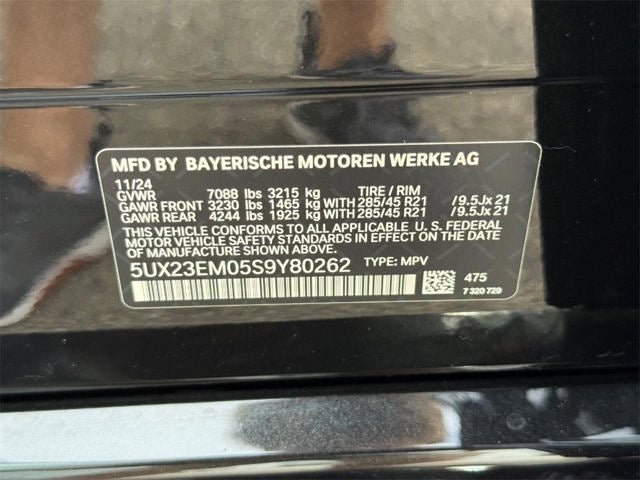 MFD BY BAYERISCHE MOTOREN WERKE AG
11/24
GVWR 7088 lbs 3215 kg TIRE / RIM
GAWR FRONT 3230 lbs 1465 kg WITH 285/45 R21 / 9.5Jx 21
GAWR REAR 4244 lbs 1925 kg WITH 285/45 R21 / 9.5Jx 21
THIS VEHICLE CONFORMS TO ALL APPLICABLE U. S. FEDERAL
MOTOR VEHICLE SAFETY STANDARDS IN EFFECT ON THE DATE
OF MANUFACTURE SHOWN ABOVE.
5UX23EM05S9Y80262 TYPE: MPV
475
7 320 729